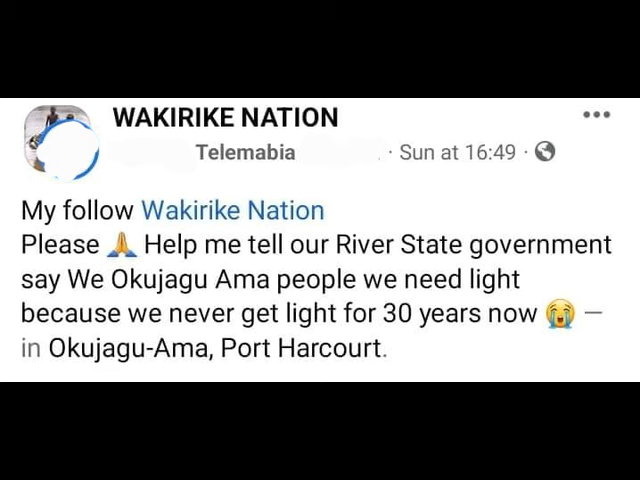 WAKIRIKE NATION
Telemabia · Sun at 16:49 ·
My follow Wakirike Nation
Please 🙏 Help me tell our River State government
say We Okujagu Ama people we need light
because we never get light for 30 years now 😭 —
in Okujagu-Ama, Port Harcourt.